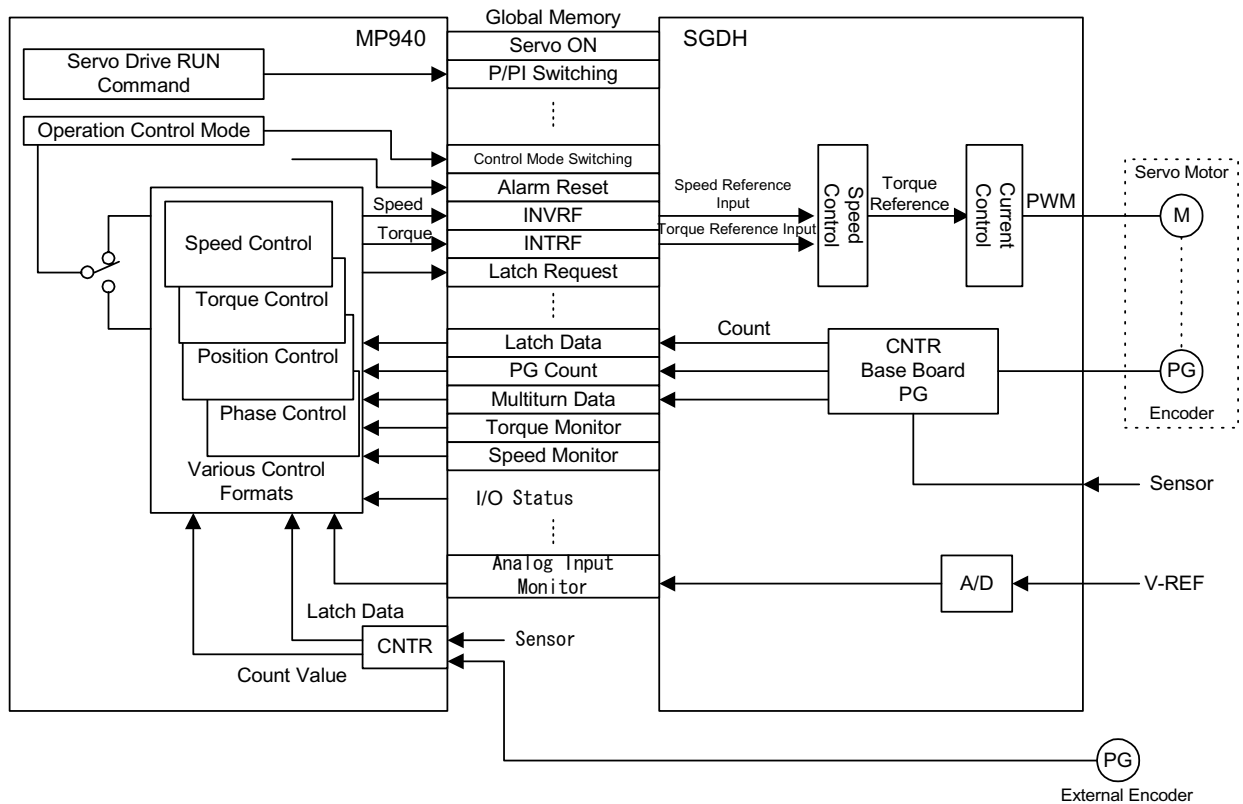 Global Memory
MP940
SGDH
Servo ON
Servo Drive RUN
Command
P/PI Switching
Operation Control Mode
Control Mode Switching
Alarm Reset
Speed
INVRF
Torque
INTRF
Latch Request
Speed Reference
Input
Torque Reference Input
Speed
Control
Torque
Reference
Current
Control
PWM
Servo Motor
M
Speed Control
Torque Control
Position Control
Phase Control
Various Control
Formats
Latch Data
PG Count
Multiturn Data
Torque Monitor
Speed Monitor
I/O Status
Count
CNTR
Base Board
PG
PG
Encoder
Sensor
Analog Input
Monitor
A/D
V-REF
Latch Data
CNTR
Sensor
Count Value
PG
External Encoder